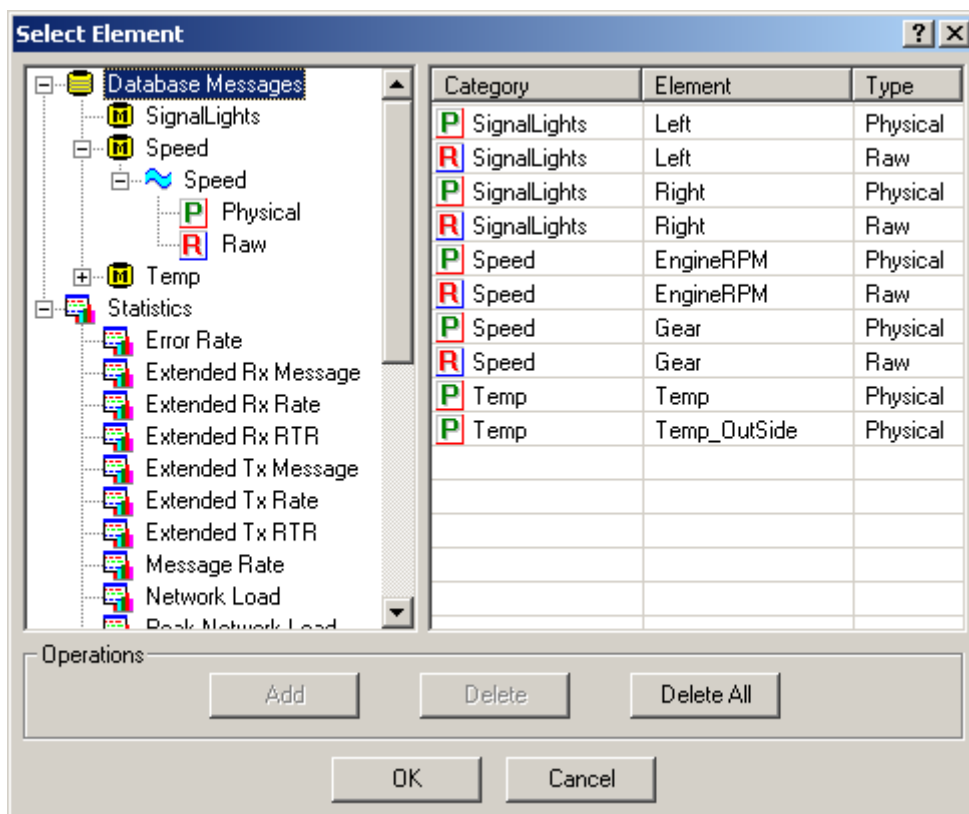 Select Element
Database Messages
SignalLights
Speed
Speed
P Physical
R Raw
Temp
Statistics
Error Rate
Extended Rx Message
Extended Rx Rate
Extended Rx RTR
Extended Tx Message
Extended Tx Rate
Extended Tx RTR
Message Rate
Network Load
Peak Network Load
Category Element Type
P SignalLights Left Physical
R SignalLights Left Raw
P SignalLights Right Physical
R SignalLights Right Raw
P Speed EngineRPM Physical
R Speed EngineRPM Raw
P Speed Gear Physical
R Speed Gear Raw
P Temp Temp Physical
P Temp Temp_OutSide Physical
Operations
Add Delete Delete All
OK Cancel